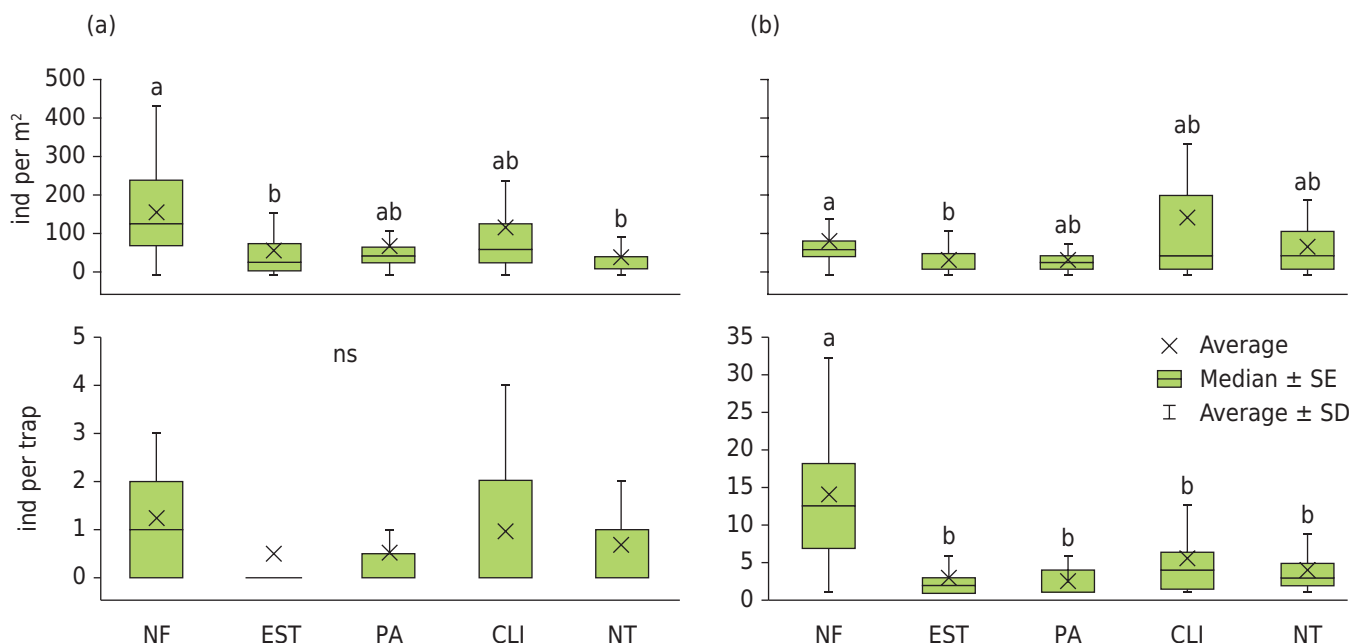 (a)
(b)
ind per m²
500
400
300
200
100
0
a
b
ab
ab
b
a
b
ab
ab
ab
ind per trap
5
4
3
2
1
0
ns
NF EST PA CLI NT
35
30
25
20
15
10
5
0
a
b
b
b
b
Average
Median ± SE
Average ± SD
NF EST PA CLI NT